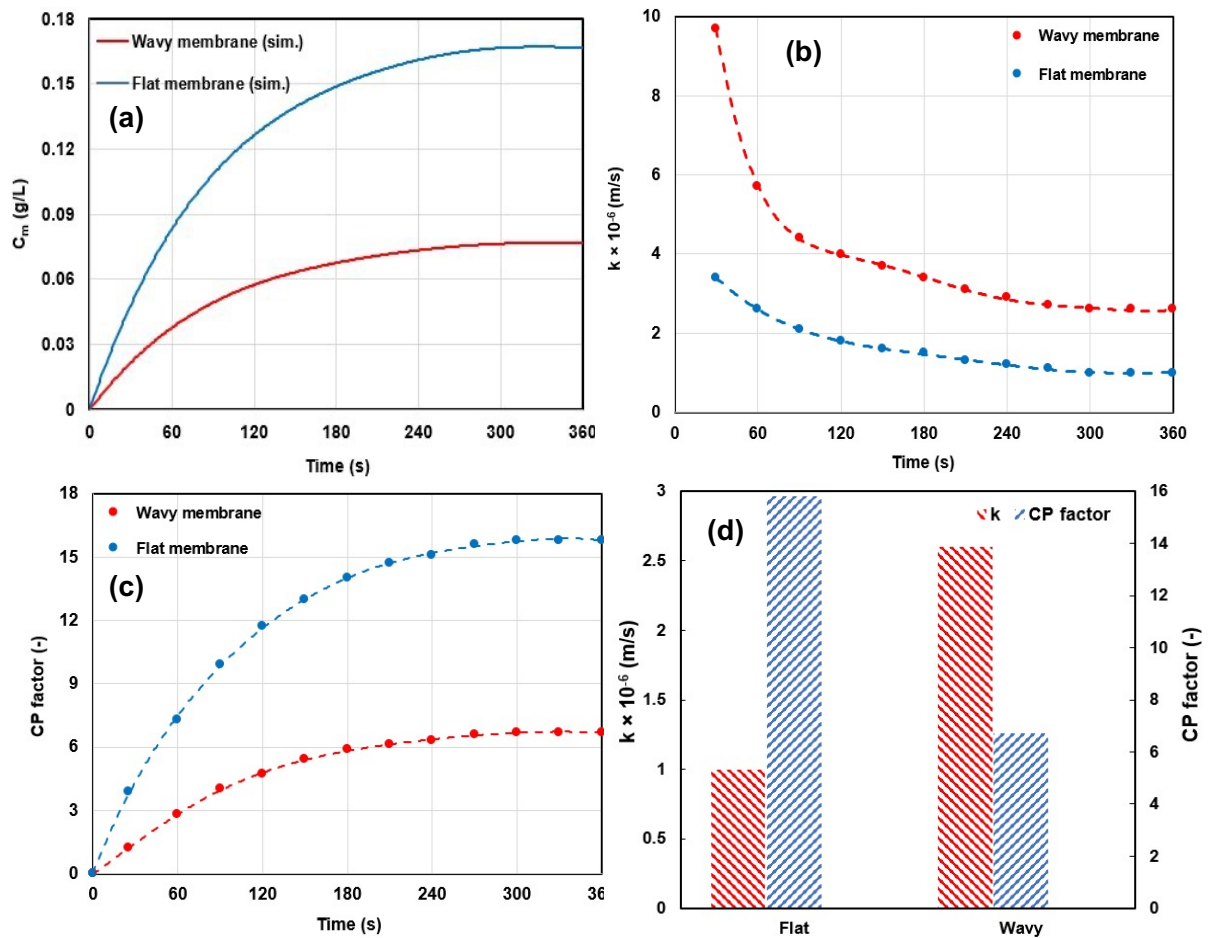 0.18
0.15
0.12
0.09
0.06
0.03
0
Wavy membrane (sim.)
Flat membrane (sim.)
(a)
Cm (g/L)
0 60 120 180 240 300 360
Time (s)
10
8
6
4
2
0
Wavy membrane
Flat membrane
(b)
k × 10⁻⁶ (m/s)
0 60 120 180 240 300 360
Time (s)
18
15
12
9
6
3
0
Wavy membrane
Flat membrane
(c)
CP factor (-)
0 60 120 180 240 300 36
Time (s)
3
2.5
2
1.5
1
0.5
0
(d)
k CP factor
k × 10⁻⁶ (m/s)
16
14
12
10
8
6
4
2
0
CP factor (-)
Flat Wavy